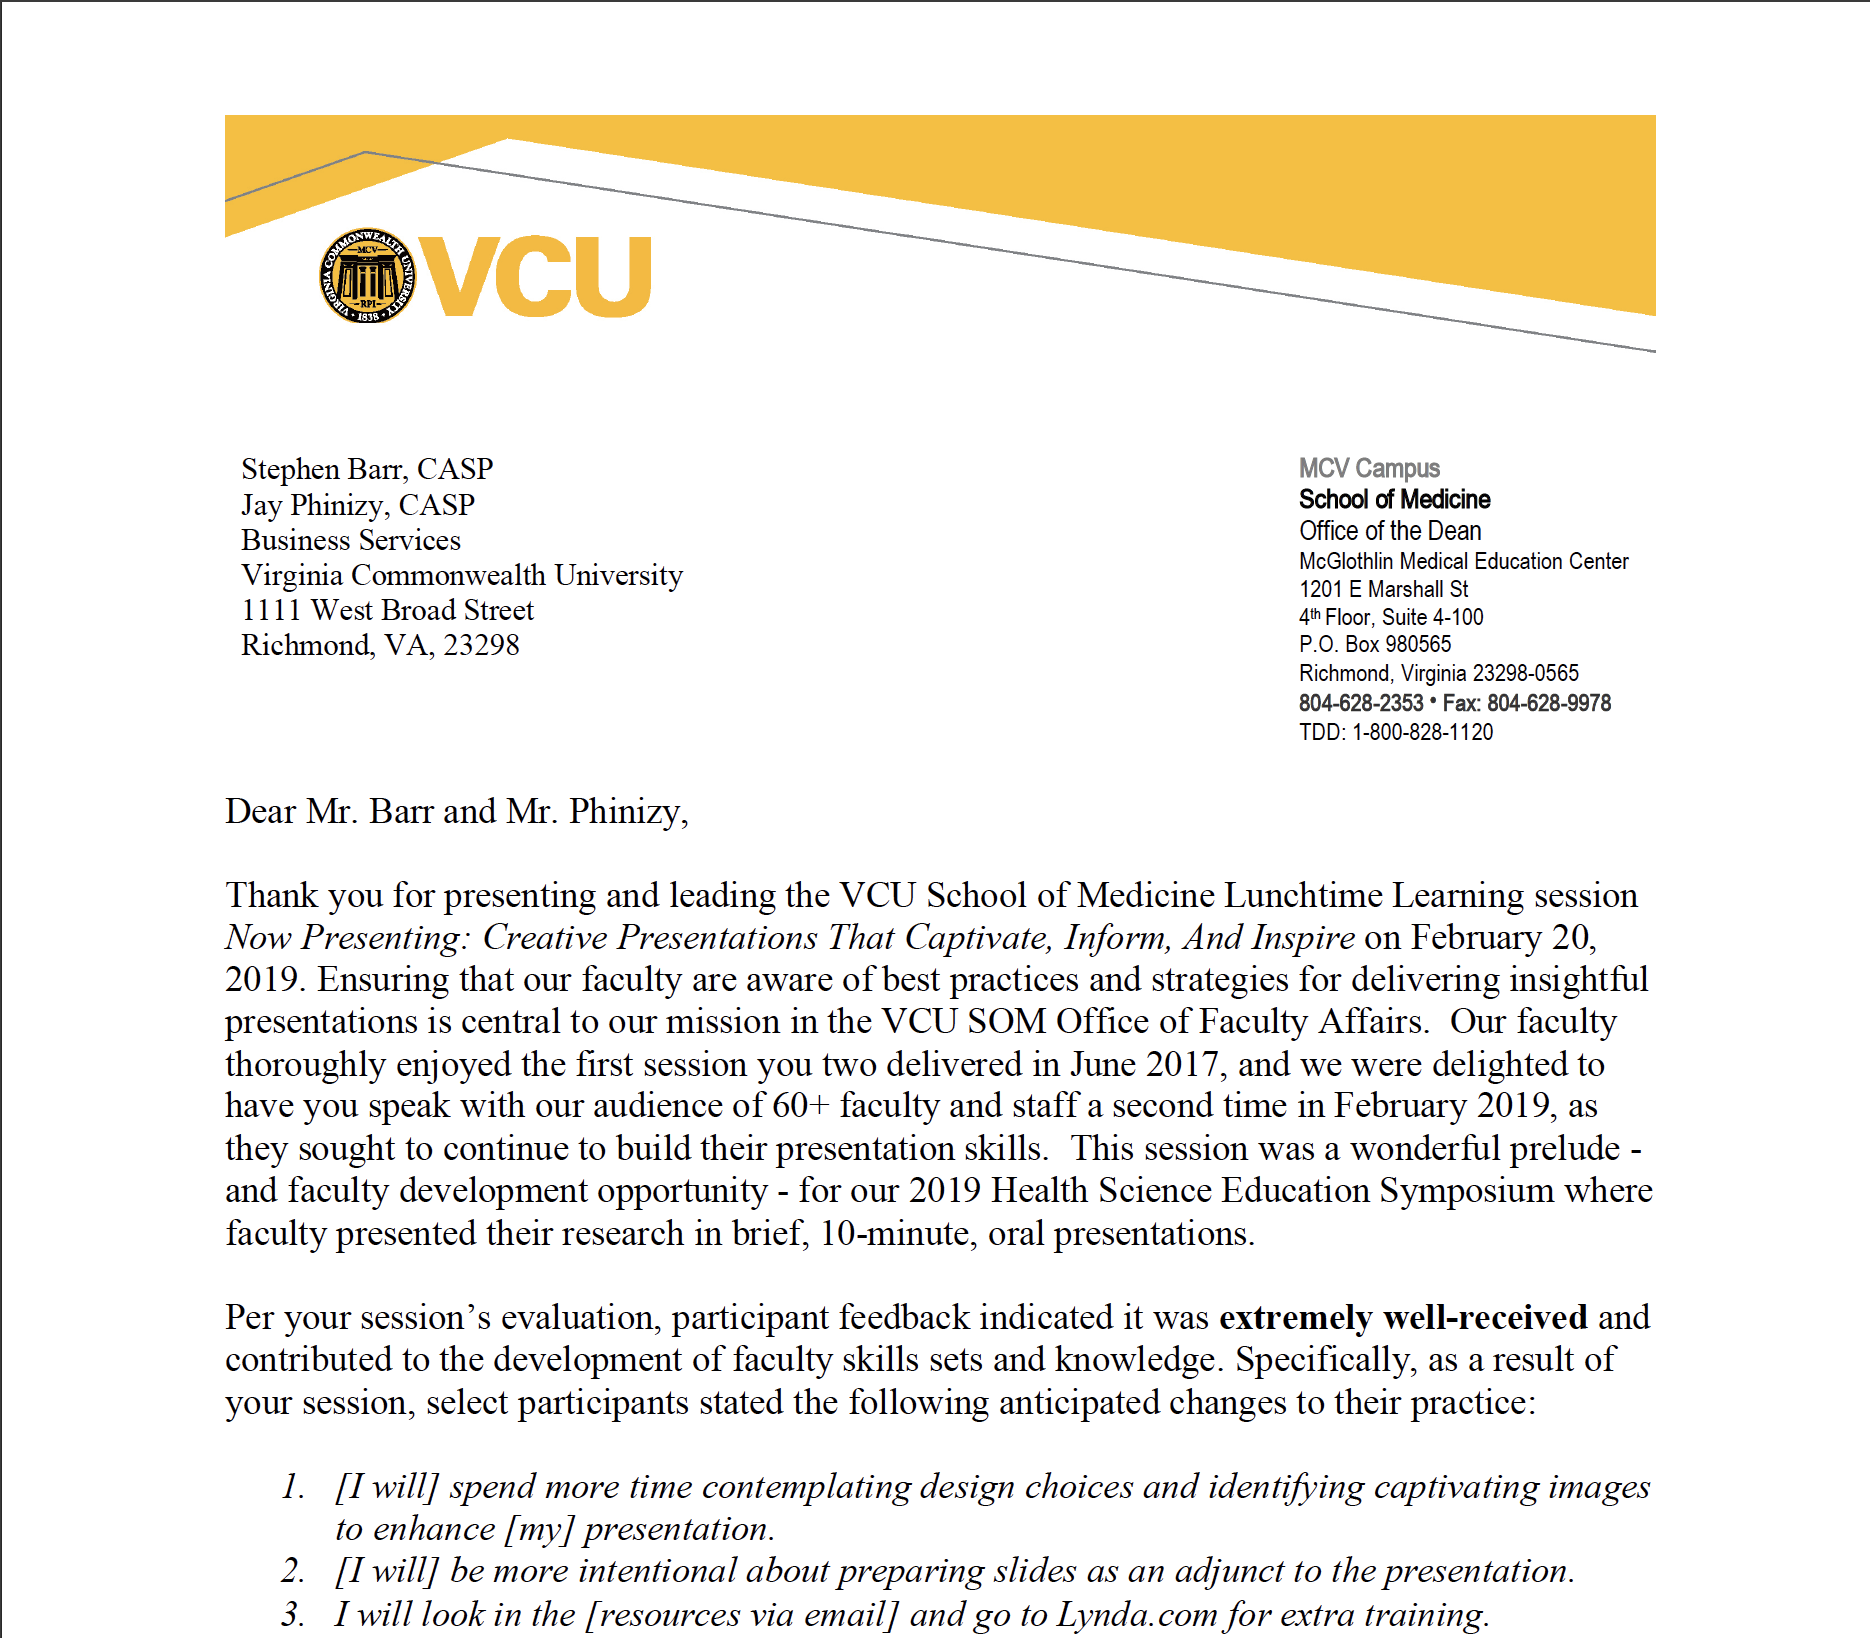 VIRGINIA COMMONWEALTH UNIVERSITY
MCV
RPI
1838
VCU
Stephen Barr, CASP
Jay Phinizy, CASP
Business Services
Virginia Commonwealth University
1111 West Broad Street
Richmond, VA, 23298
MCV Campus
School of Medicine
Office of the Dean
McGlothlin Medical Education Center
1201 E Marshall St
4th Floor, Suite 4-100
P.O. Box 980565
Richmond, Virginia 23298-0565
804-628-2353 • Fax: 804-628-9978
TDD: 1-800-828-1120
Dear Mr. Barr and Mr. Phinizy,
Thank you for presenting and leading the VCU School of Medicine Lunchtime Learning session
Now Presenting: Creative Presentations That Captivate, Inform, And Inspire on February 20,
2019. Ensuring that our faculty are aware of best practices and strategies for delivering insightful
presentations is central to our mission in the VCU SOM Office of Faculty Affairs.  Our faculty
thoroughly enjoyed the first session you two delivered in June 2017, and we were delighted to
have you speak with our audience of 60+ faculty and staff a second time in February 2019, as
they sought to continue to build their presentation skills.  This session was a wonderful prelude -
and faculty development opportunity - for our 2019 Health Science Education Symposium where
faculty presented their research in brief, 10-minute, oral presentations.
Per your session’s evaluation, participant feedback indicated it was extremely well-received and
contributed to the development of faculty skills sets and knowledge. Specifically, as a result of
your session, select participants stated the following anticipated changes to their practice:
1. [I will] spend more time contemplating design choices and identifying captivating images
to enhance [my] presentation.
2. [I will] be more intentional about preparing slides as an adjunct to the presentation.
3. I will look in the [resources via email] and go to Lynda.com for extra training.